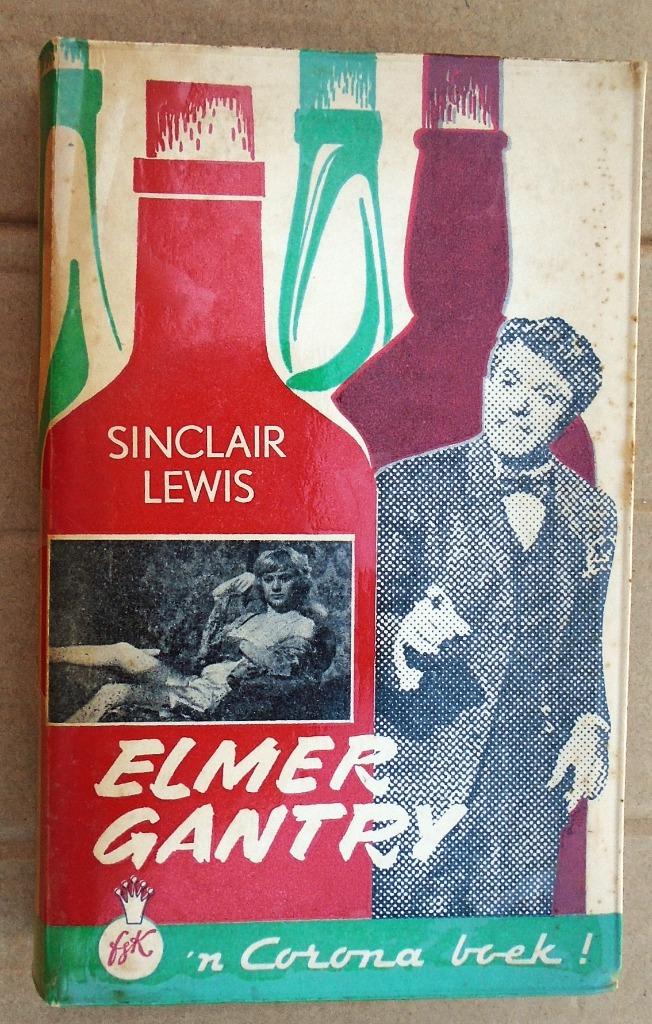 SINCLAIR
LEWIS
ELMER
GANTRY
fsK
'n Corona boek!